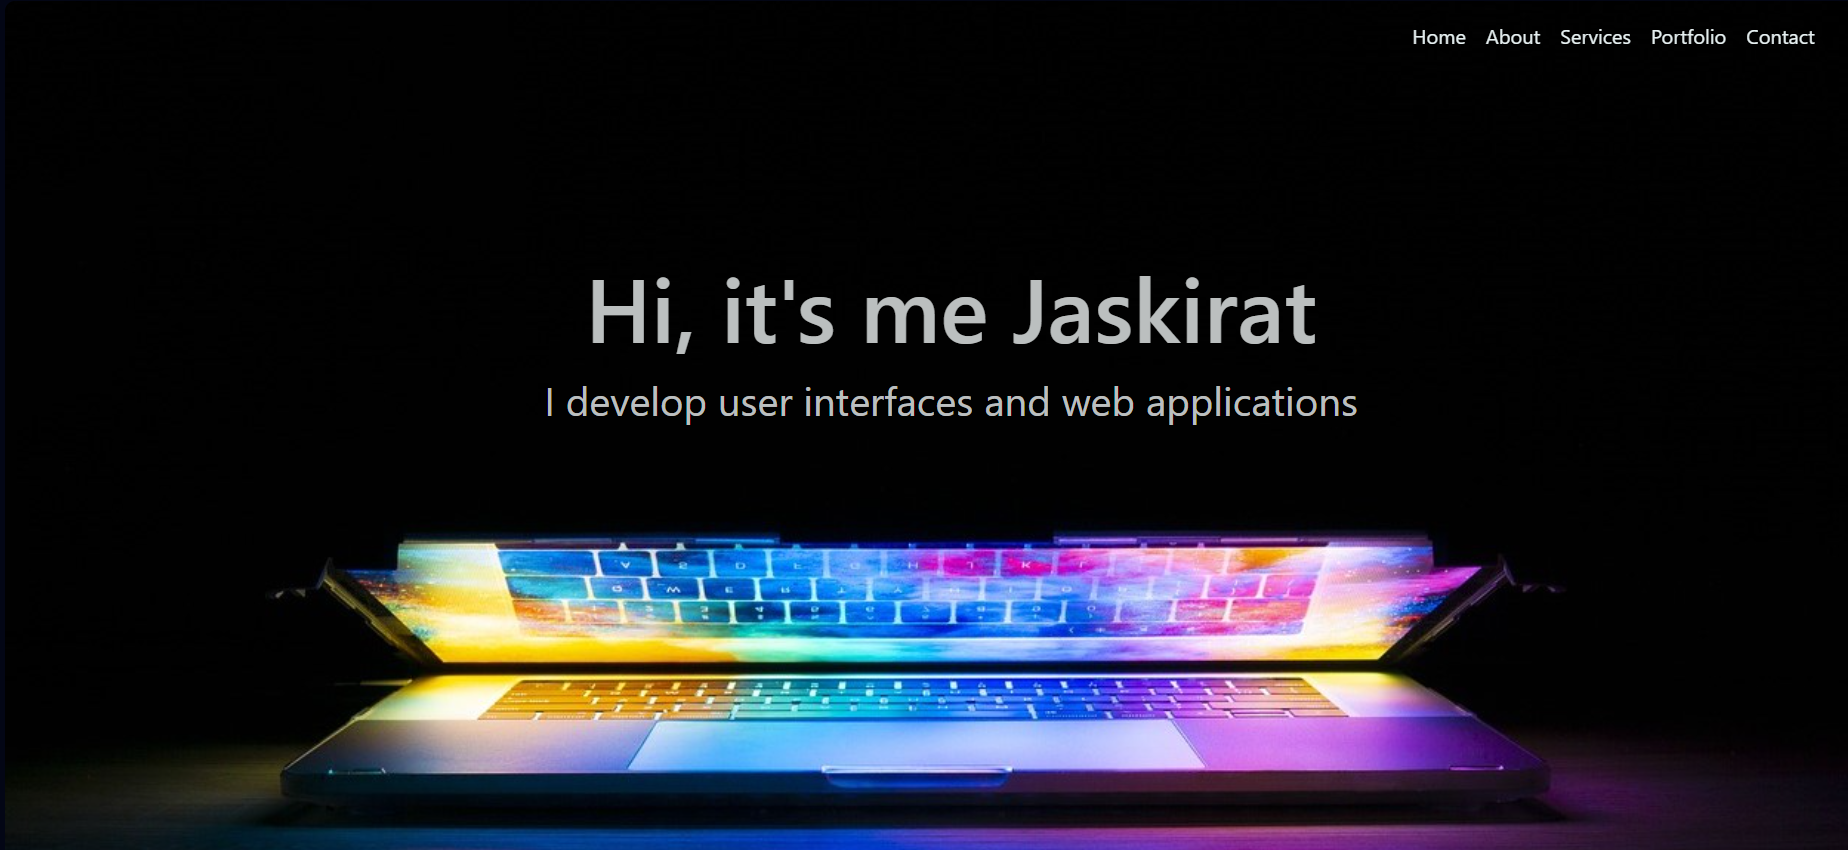 Home About Services Portfolio Contact
Hi, it's me Jaskirat
I develop user interfaces and web applications